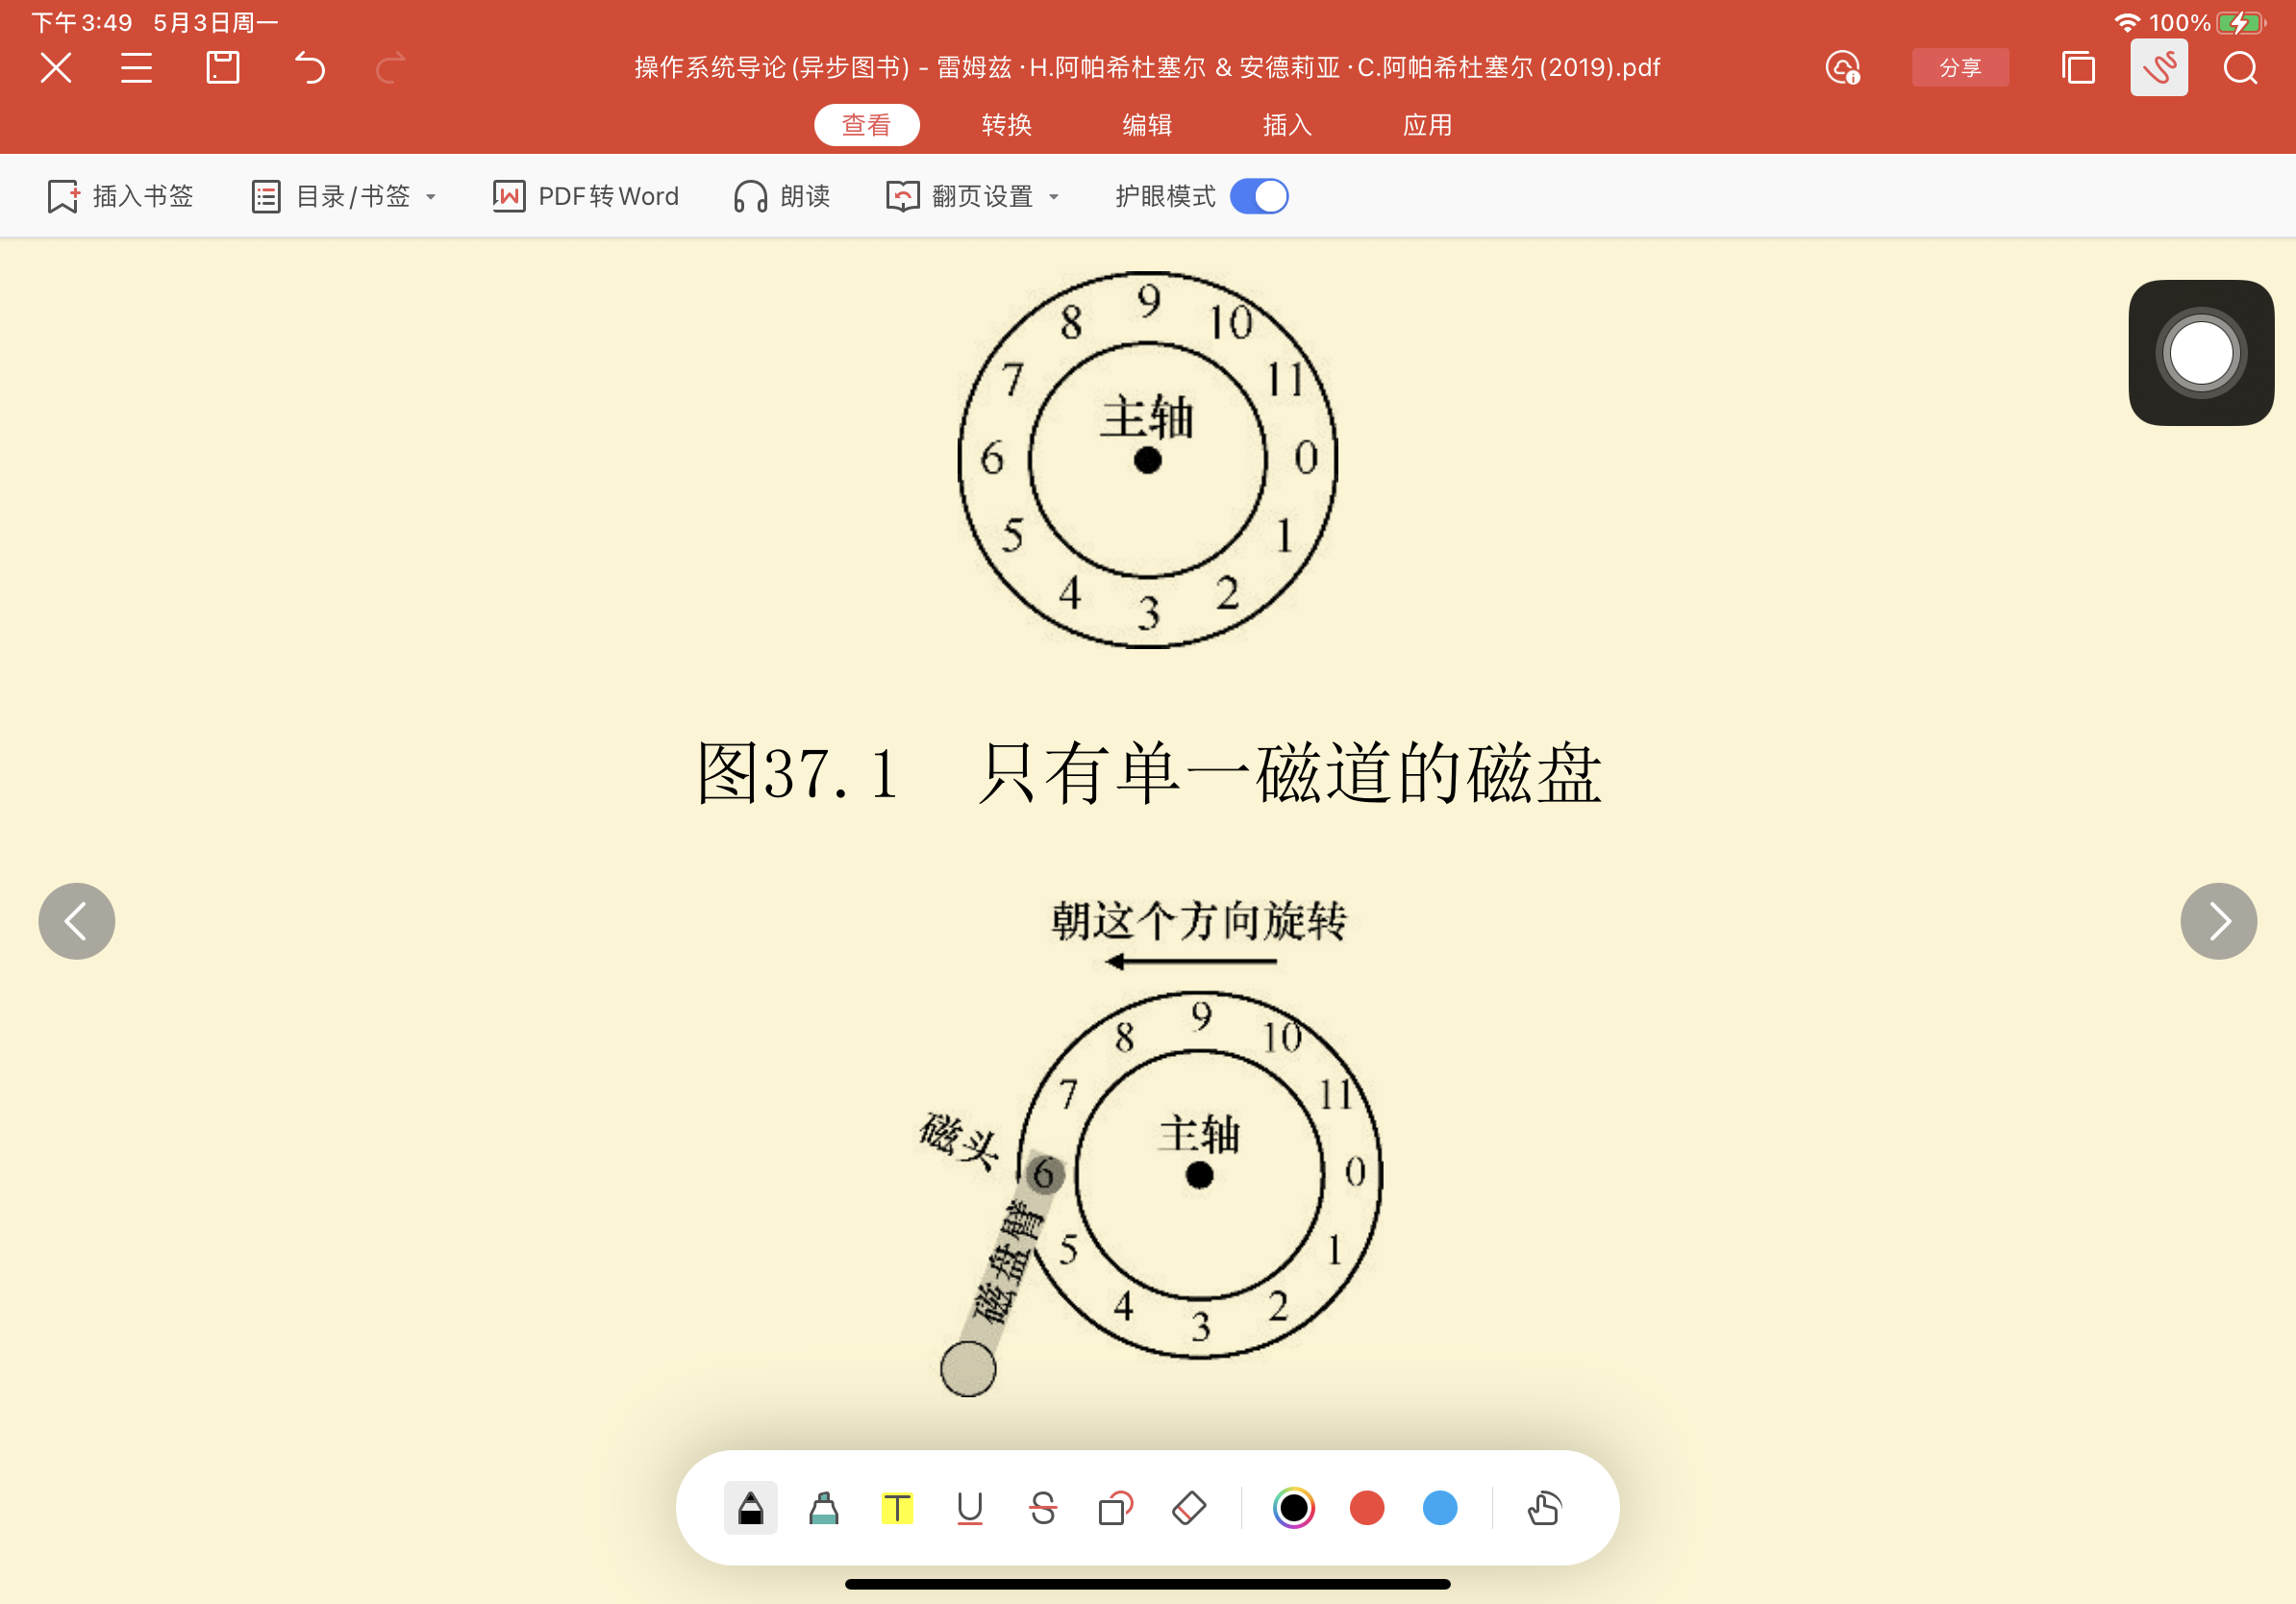 下午3:49 5月3日周一
100%
操作系统导论(异步图书) - 雷姆兹·H.阿帕希杜塞尔 & 安德莉亚·C.阿帕希杜塞尔(2019).pdf
分享
查看 转换 编辑 插入 应用
插入书签 目录/书签 PDF转Word 朗读 翻页设置 护眼模式
9
8 10
7 11
主轴
6 0
5 1
4 2
3
图37.1 只有单一磁道的磁盘
朝这个方向旋转
9
8 10
7 11
磁头 主轴
6 0
磁盘臂
5 1
4 2
3
T U S